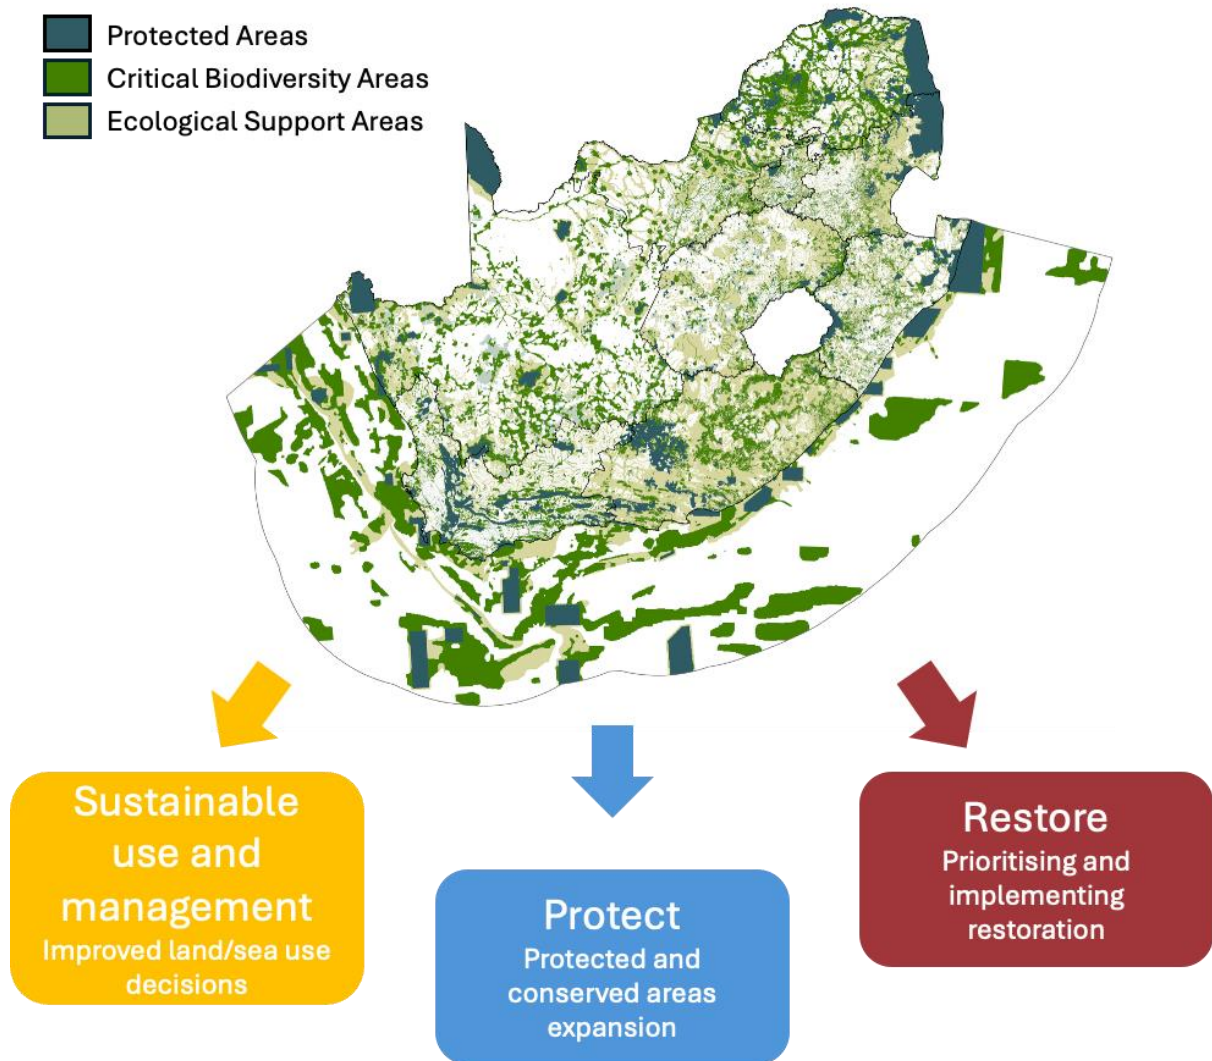 Protected Areas
Critical Biodiversity Areas
Ecological Support Areas
Sustainable
use and
management
Improved land/sea use
decisions
Protect
Protected and
conserved areas
expansion
Restore
Prioritising and
implementing
restoration